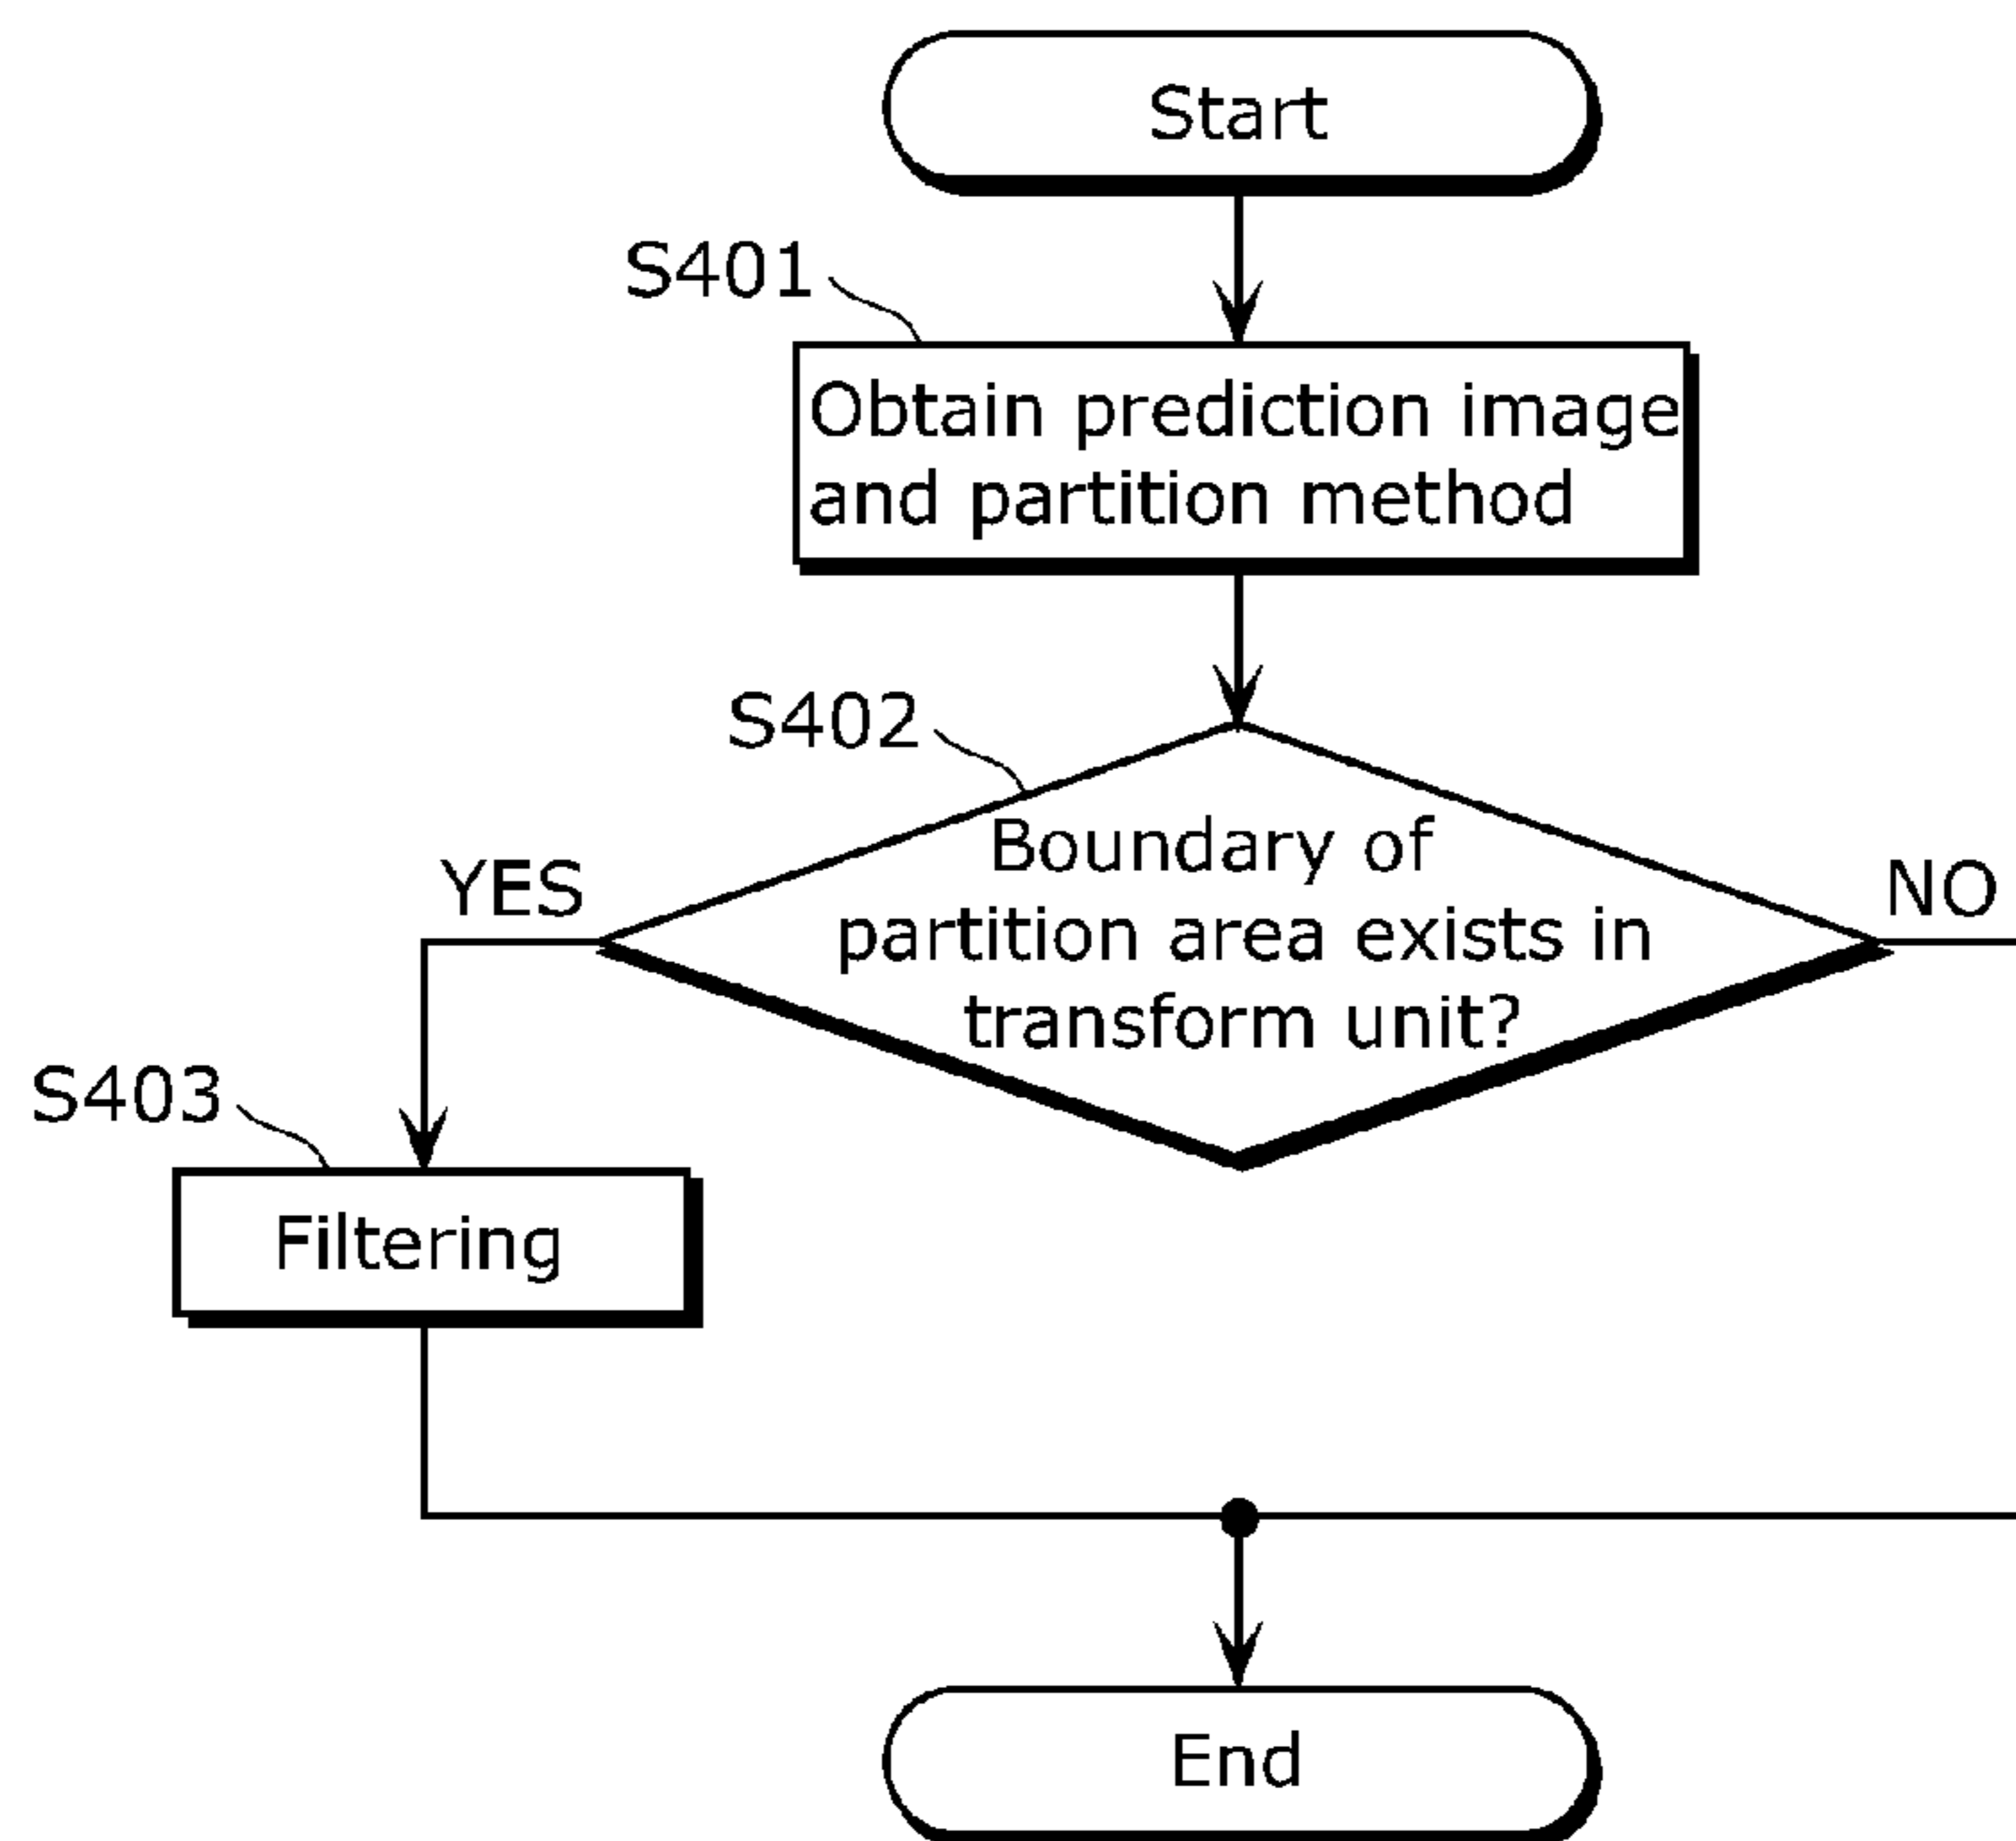 Start
S401
Obtain prediction image
and partition method
S402
Boundary of
partition area exists in
transform unit?
YES
NO
S403
Filtering
End